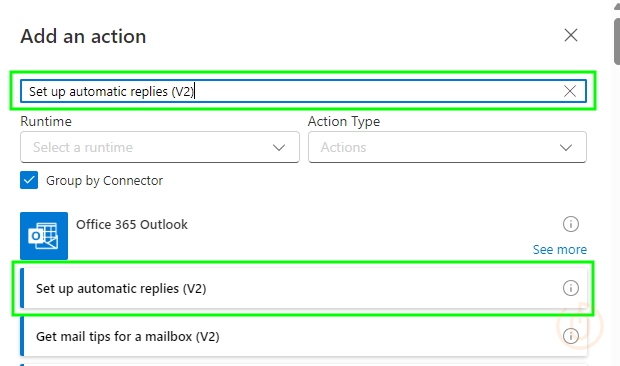 Add an action
Set up automatic replies (V2)
Runtime
Action Type
Select a runtime
Actions
Group by Connector
Office 365 Outlook
See more
Set up automatic replies (V2)
Get mail tips for a mailbox (V2)